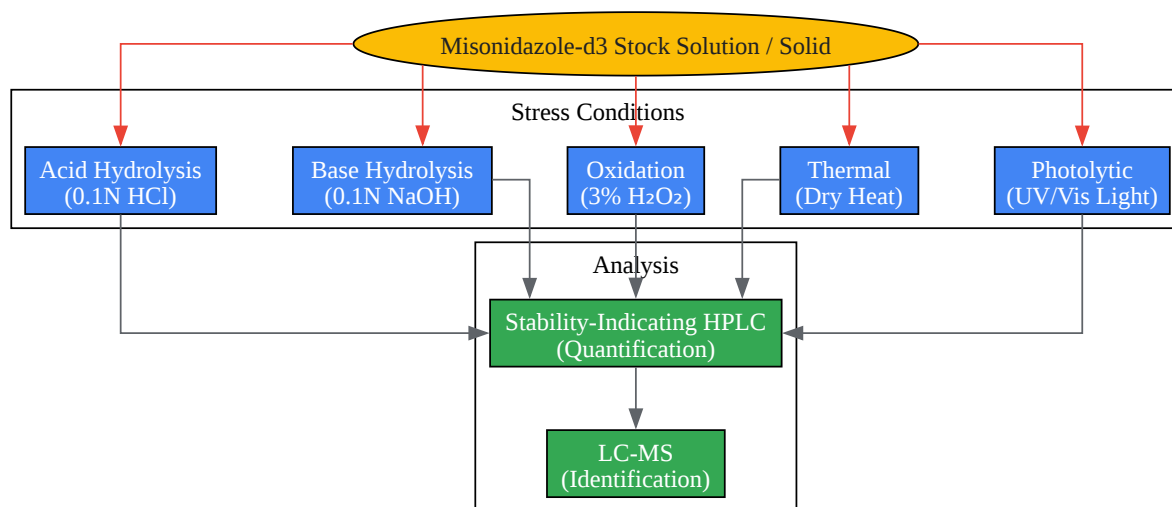 Misonidazole-d3 Stock Solution / Solid
Stress Conditions
Acid Hydrolysis
(0.1N HCl)
Base Hydrolysis
(0.1N NaOH)
Oxidation
(3% H₂O₂)
Thermal
(Dry Heat)
Photolytic
(UV/Vis Light)
Analysis
Stability-Indicating HPLC
(Quantification)
LC-MS
(Identification)